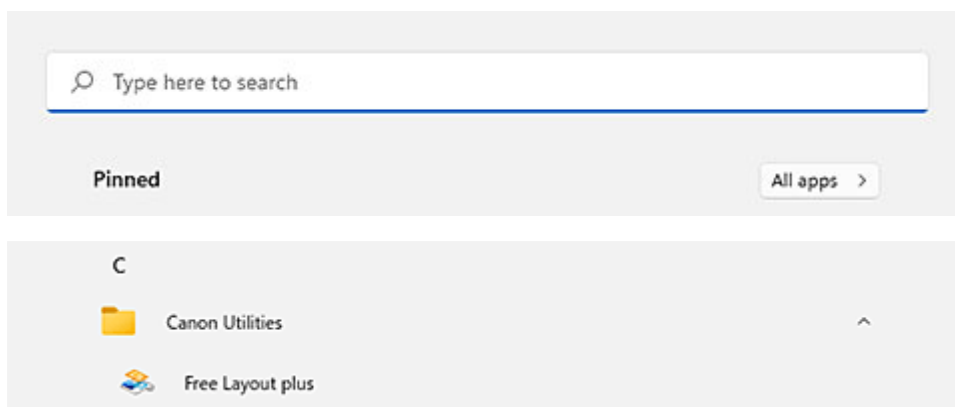 Type here to search
Pinned
All apps
C
Canon Utilities
Free Layout plus